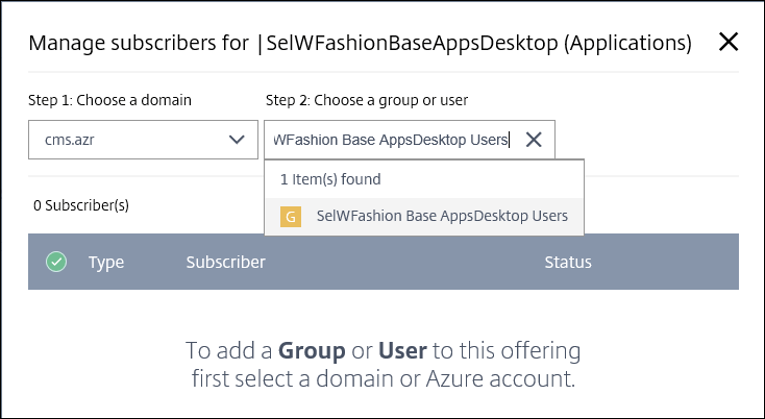 Manage subscribers for |SelWFashionBaseAppsDesktop (Applications)
Step 1: Choose a domain
Step 2: Choose a group or user
cms.azr
WFashion Base AppsDesktop Users
1 Item(s) found
G SelWFashion Base AppsDesktop Users
0 Subscriber(s)
Type Subscriber Status
To add a Group or User to this offering
first select a domain or Azure account.